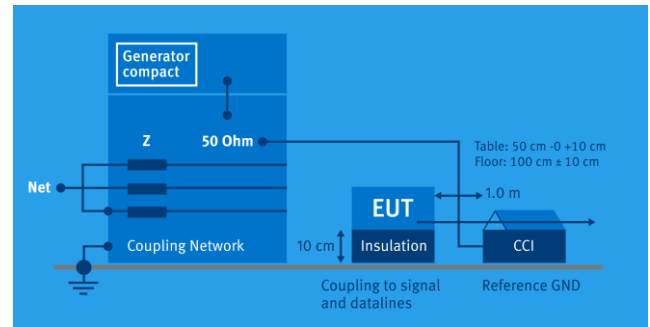 Generator
compact
Z
50 Ohm
Table: 50 cm -0 +10 cm
Floor: 100 cm ± 10 cm
Net
1.0 m
EUT
Coupling Network
10 cm
Insulation
CCI
Coupling to signal
and datalines
Reference GND